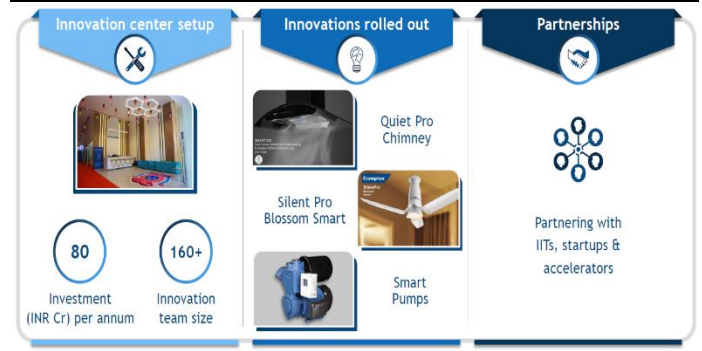 Innovation center setup
80
160+
Investment
(INR Cr) per annum
Innovation
team size
Innovations rolled out
Quiet Pro
Chimney
Silent Pro
Blossom Smart
Crompton
Smart
Pumps
Partnerships
Partnering with
IITs, startups &
accelerators